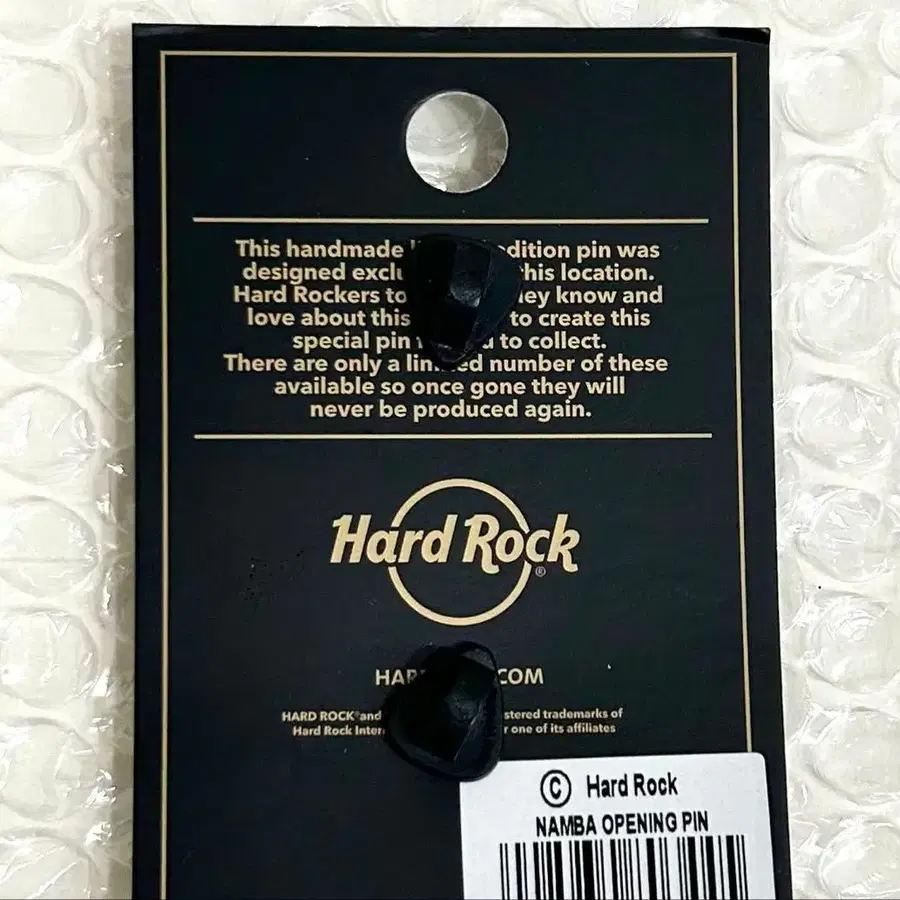 This handmade dition pin was
designed exclu this location.
Hard Rockers to ey know and
love about this to create this
special pin u to collect.
There are only a lim ed number of these
available so once gone they will
never be produced again.
Hard Rock®
HAR .COM
HARD ROCK® and stered trademarks of
Hard Rock Inter r one of its affiliates
© Hard Rock
NAMBA OPENING PIN